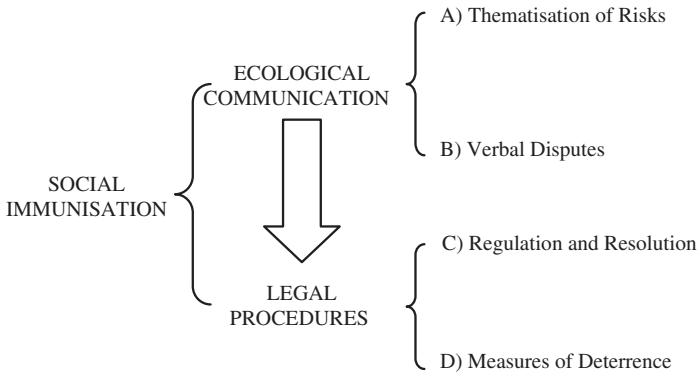 A) Thematisation of Risks
ECOLOGICAL
COMMUNICATION
B) Verbal Disputes
SOCIAL
IMMUNISATION
C) Regulation and Resolution
LEGAL
PROCEDURES
D) Measures of Deterrence